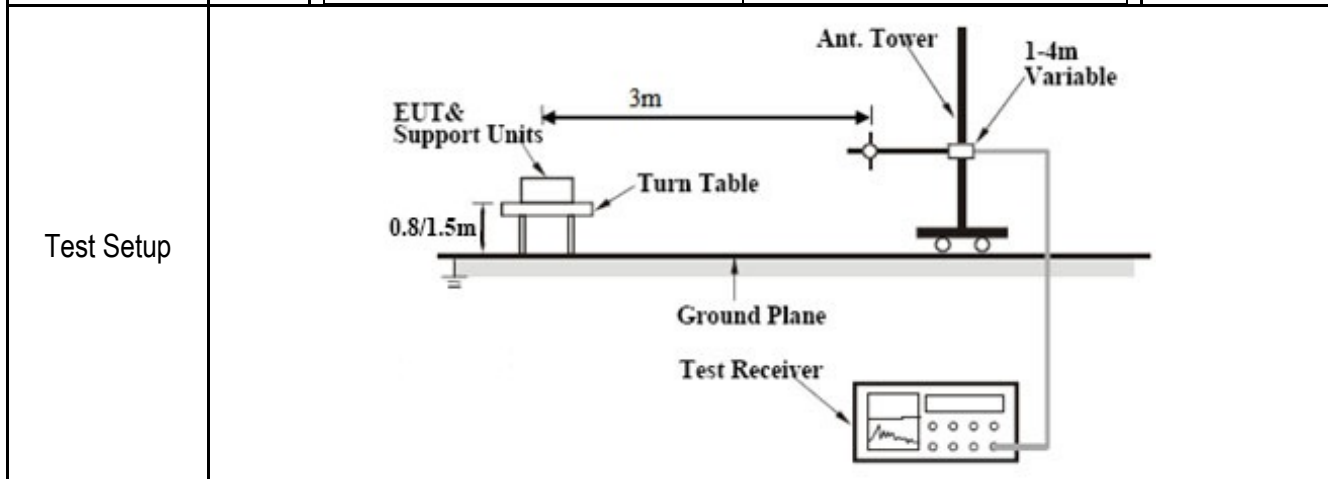 Test Setup
Ant. Tower
1-4m
Variable
3m
EUT&
Support Units
Turn Table
0.8/1.5m
Ground Plane
Test Receiver